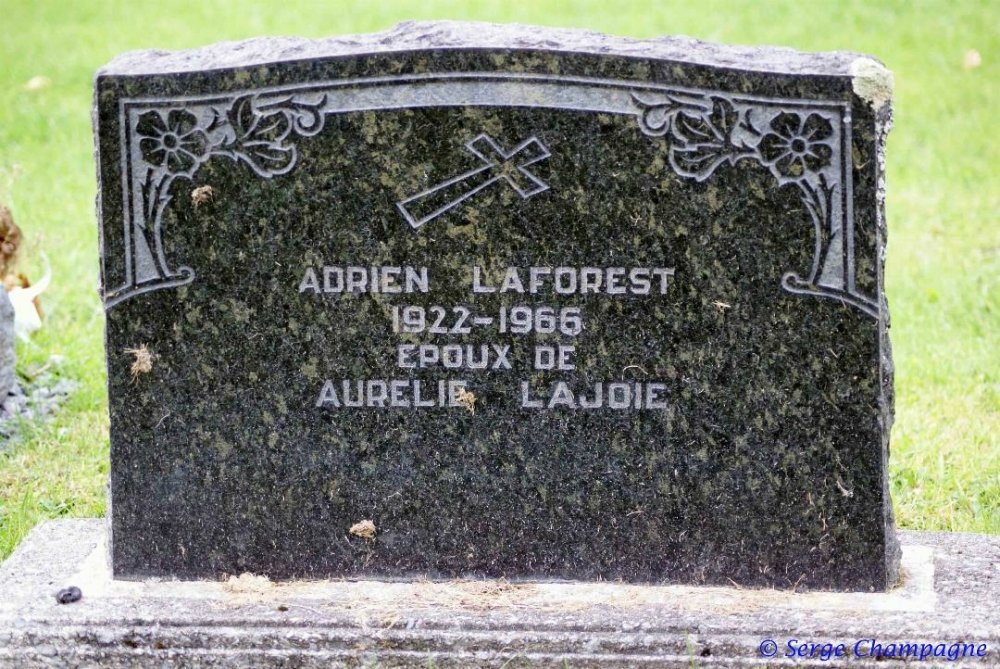 ADRIEN LAFOREST
1922-1966
EPOUX DE
AURELIE LAJOIE
© Serge Champagne